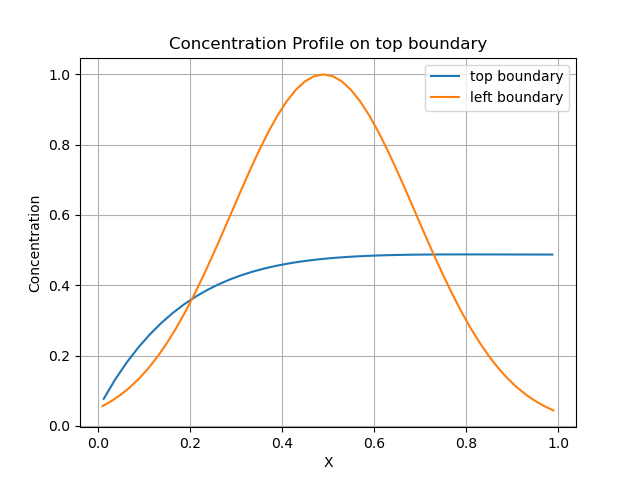 Concentration Profile on top boundary
top boundary
left boundary
Concentration
1.0
0.8
0.6
0.4
0.2
0.0
0.0 0.2 0.4 0.6 0.8 1.0
X